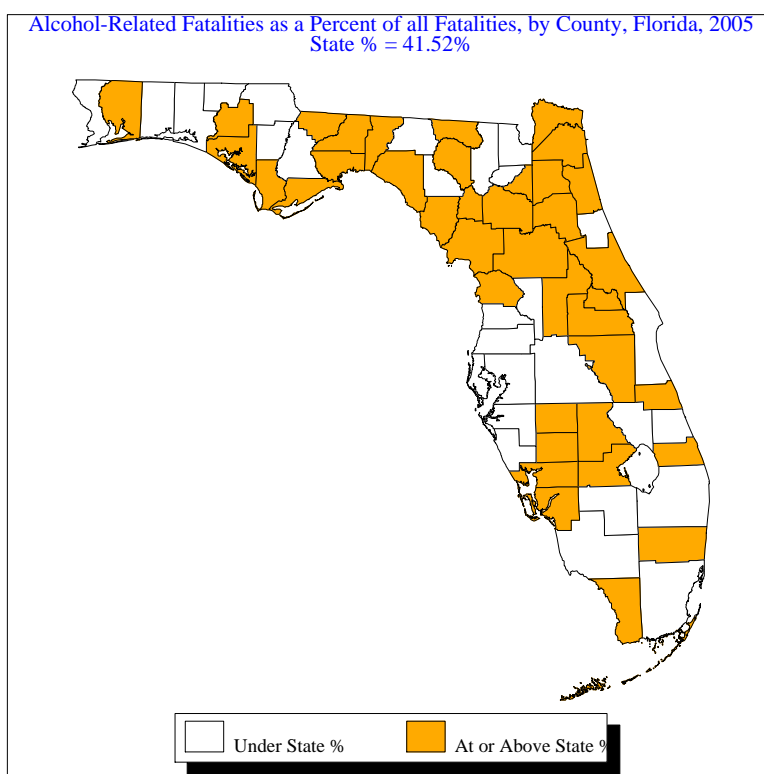 Alcohol-Related Fatalities as a Percent of all Fatalities, by County, Florida, 2005
State % = 41.52%
Under State %
At or Above State %